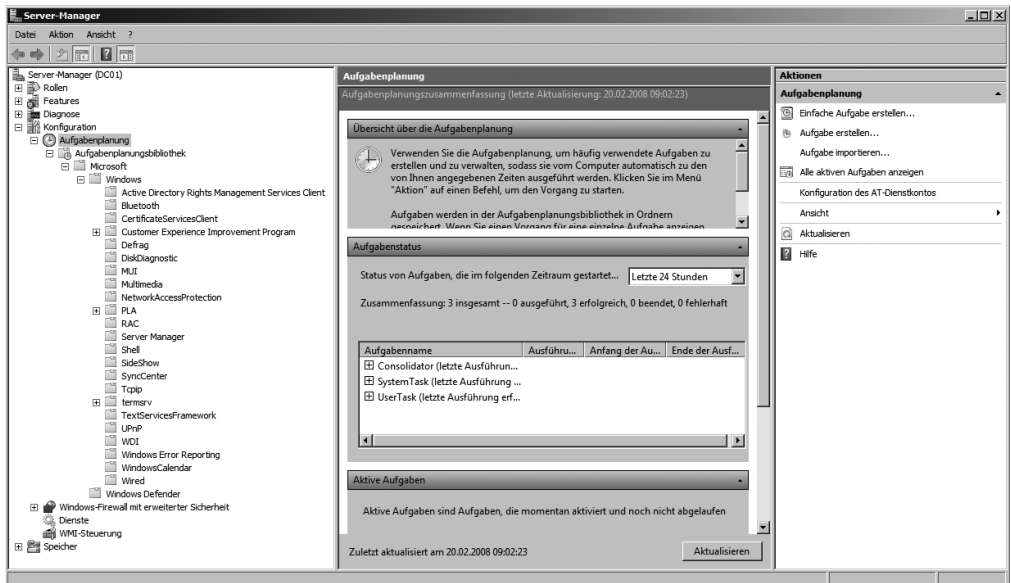 Server-Manager
Datei Aktion Ansicht ?
Server-Manager (DC01)
Rollen
Features
Diagnose
Konfiguration
Aufgabenplanung
Aufgabenplanungsbibliothek
Microsoft
Windows
Active Directory Rights Management Services Client
Bluetooth
CertificateServicesClient
Customer Experience Improvement Program
Defrag
DiskDiagnostic
MUI
Multimedia
NetworkAccessProtection
PLA
RAC
Server Manager
Shell
SideShow
SyncCenter
Tcpip
termsrv
TextServicesFramework
UPnP
WDI
Windows Error Reporting
WindowsCalendar
Wired
Windows Defender
Windows-Firewall mit erweiterter Sicherheit
Dienste
WMI-Steuerung
Speicher
Aufgabenplanung
Aufgabenplanungszusammenfassung (letzte Aktualisierung: 20.02.2008 09:02:23)
Übersicht über die Aufgabenplanung
Verwenden Sie die Aufgabenplanung, um häufig verwendete Aufgaben zu
erstellen und zu verwalten, sodass sie vom Computer automatisch zu den
von Ihnen angegebenen Zeiten ausgeführt werden. Klicken Sie im Menü
"Aktion" auf einen Befehl, um den Vorgang zu starten.
Aufgaben werden in der Aufgabenplanungsbibliothek in Ordnern
gespeichert. Wenn Sie einen Vorgang für eine einzelne Aufgabe anzeigen
Aufgabenstatus
Status von Aufgaben, die im folgenden Zeitraum gestartet... Letzte 24 Stunden
Zusammenfassung: 3 insgesamt -- 0 ausgeführt, 3 erfolgreich, 0 beendet, 0 fehlerhaft
Aufgabenname Ausführu... Anfang der Au... Ende der Ausf...
Consolidator (letzte Ausführun...
SystemTask (letzte Ausführung ...
UserTask (letzte Ausführung erf...
Aktive Aufgaben
Aktive Aufgaben sind Aufgaben, die momentan aktiviert und noch nicht abgelaufen
Zuletzt aktualisiert am 20.02.2008 09:02:23 Aktualisieren
Aktionen
Aufgabenplanung
Einfache Aufgabe erstellen...
Aufgabe erstellen...
Aufgabe importieren...
Alle aktiven Aufgaben anzeigen
Konfiguration des AT-Dienstkontos
Ansicht
Aktualisieren
Hilfe